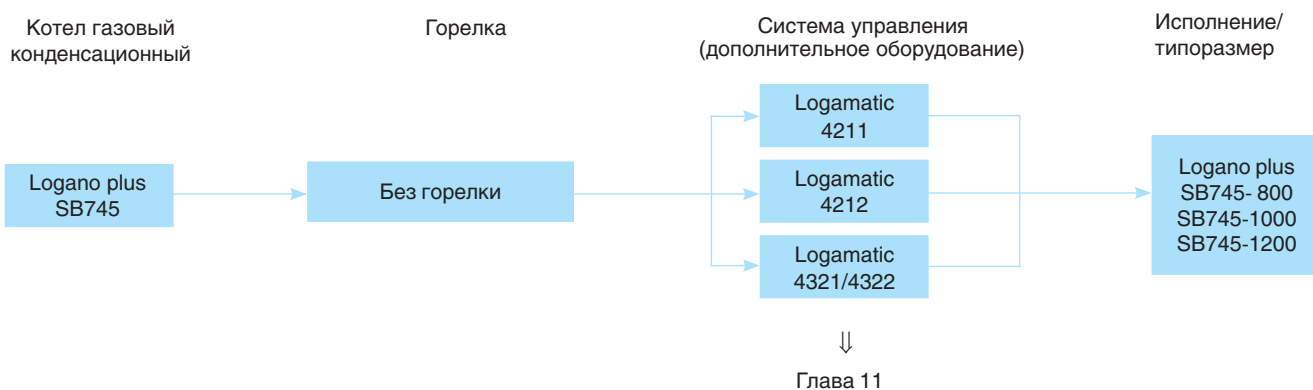 Котел газовый
конденсационный
Горелка
Система управления
(дополнительное оборудование)
Исполнение/
типоразмер
Logano plus
SB745
Без горелки
Logamatic
4211
Logamatic
4212
Logamatic
4321/4322
Logano plus
SB745- 800
SB745-1000
SB745-1200
⇓
Глава 11